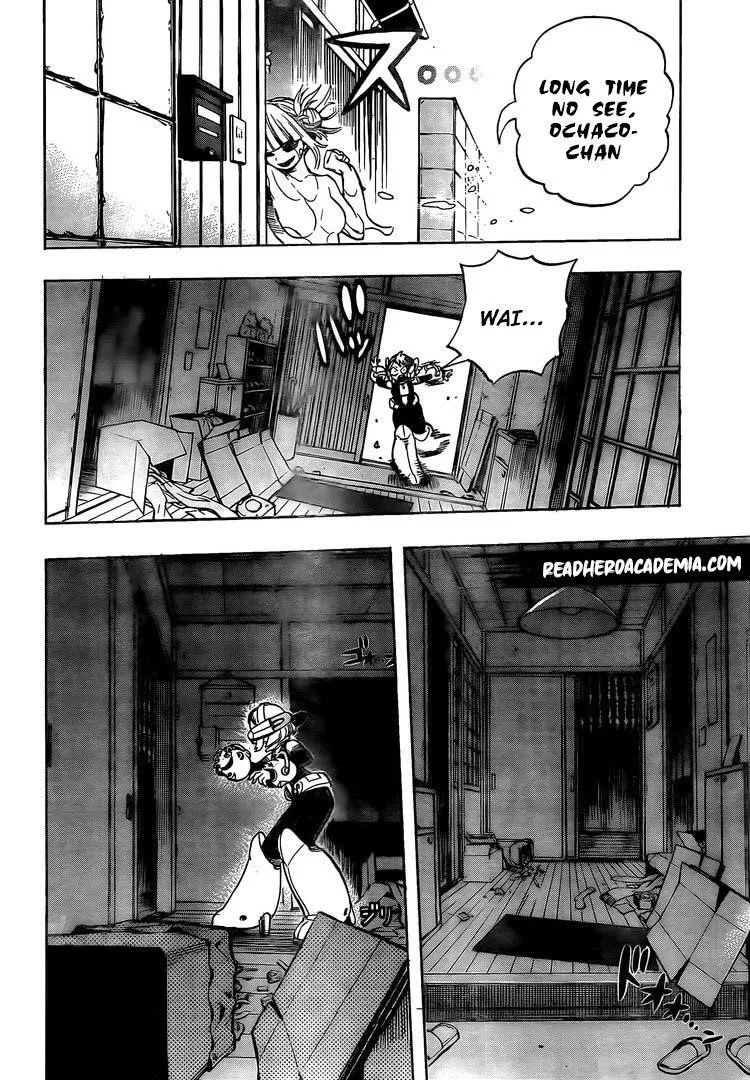 LONG TIME
NO SEE,
OCHACO-
CHAN
WAI...
READHEROACADEMIA.COM